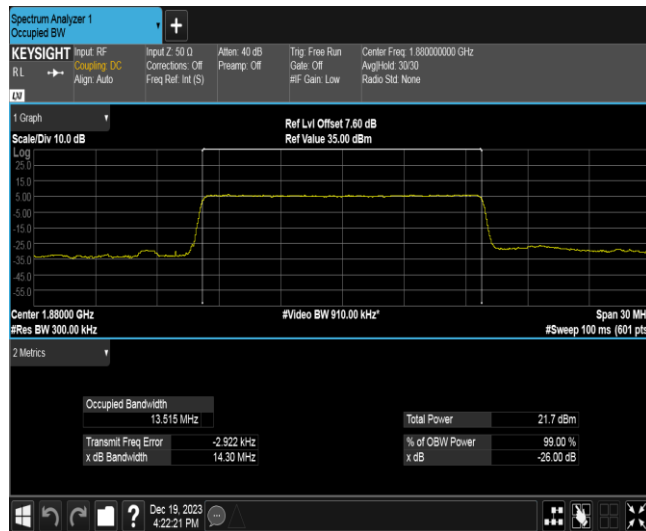 Spectrum Analyzer 1
Occupied BW
+
KEYSIGHT
RL
LXI
Input: RF
Coupling: DC
Align: Auto
Input Z: 50 Ω
Corrections: Off
Freq Ref: Int (S)
Atten: 40 dB
Preamp: Off
Trig: Free Run
Gate: Off
#IF Gain: Low
Center Freq: 1.880000000 GHz
Avg|Hold: 30/30
Radio Std: None
1 Graph
Scale/Div 10.0 dB
Ref Lvl Offset 7.60 dB
Ref Value 35.00 dBm
Log
25.0
15.0
5.00
-5.00
-15.0
-25.0
-35.0
-45.0
-55.0
Center 1.88000 GHz
#Video BW 910.00 kHz*
Span 30 MH
#Res BW 300.00 kHz
#Sweep 100 ms (601 pts
2 Metrics
Occupied Bandwidth
13.515 MHz
Total Power 21.7 dBm
Transmit Freq Error -2.922 kHz
% of OBW Power 99.00 %
x dB Bandwidth 14.30 MHz
x dB -26.00 dB
?
Dec 19, 2023
4:22:21 PM